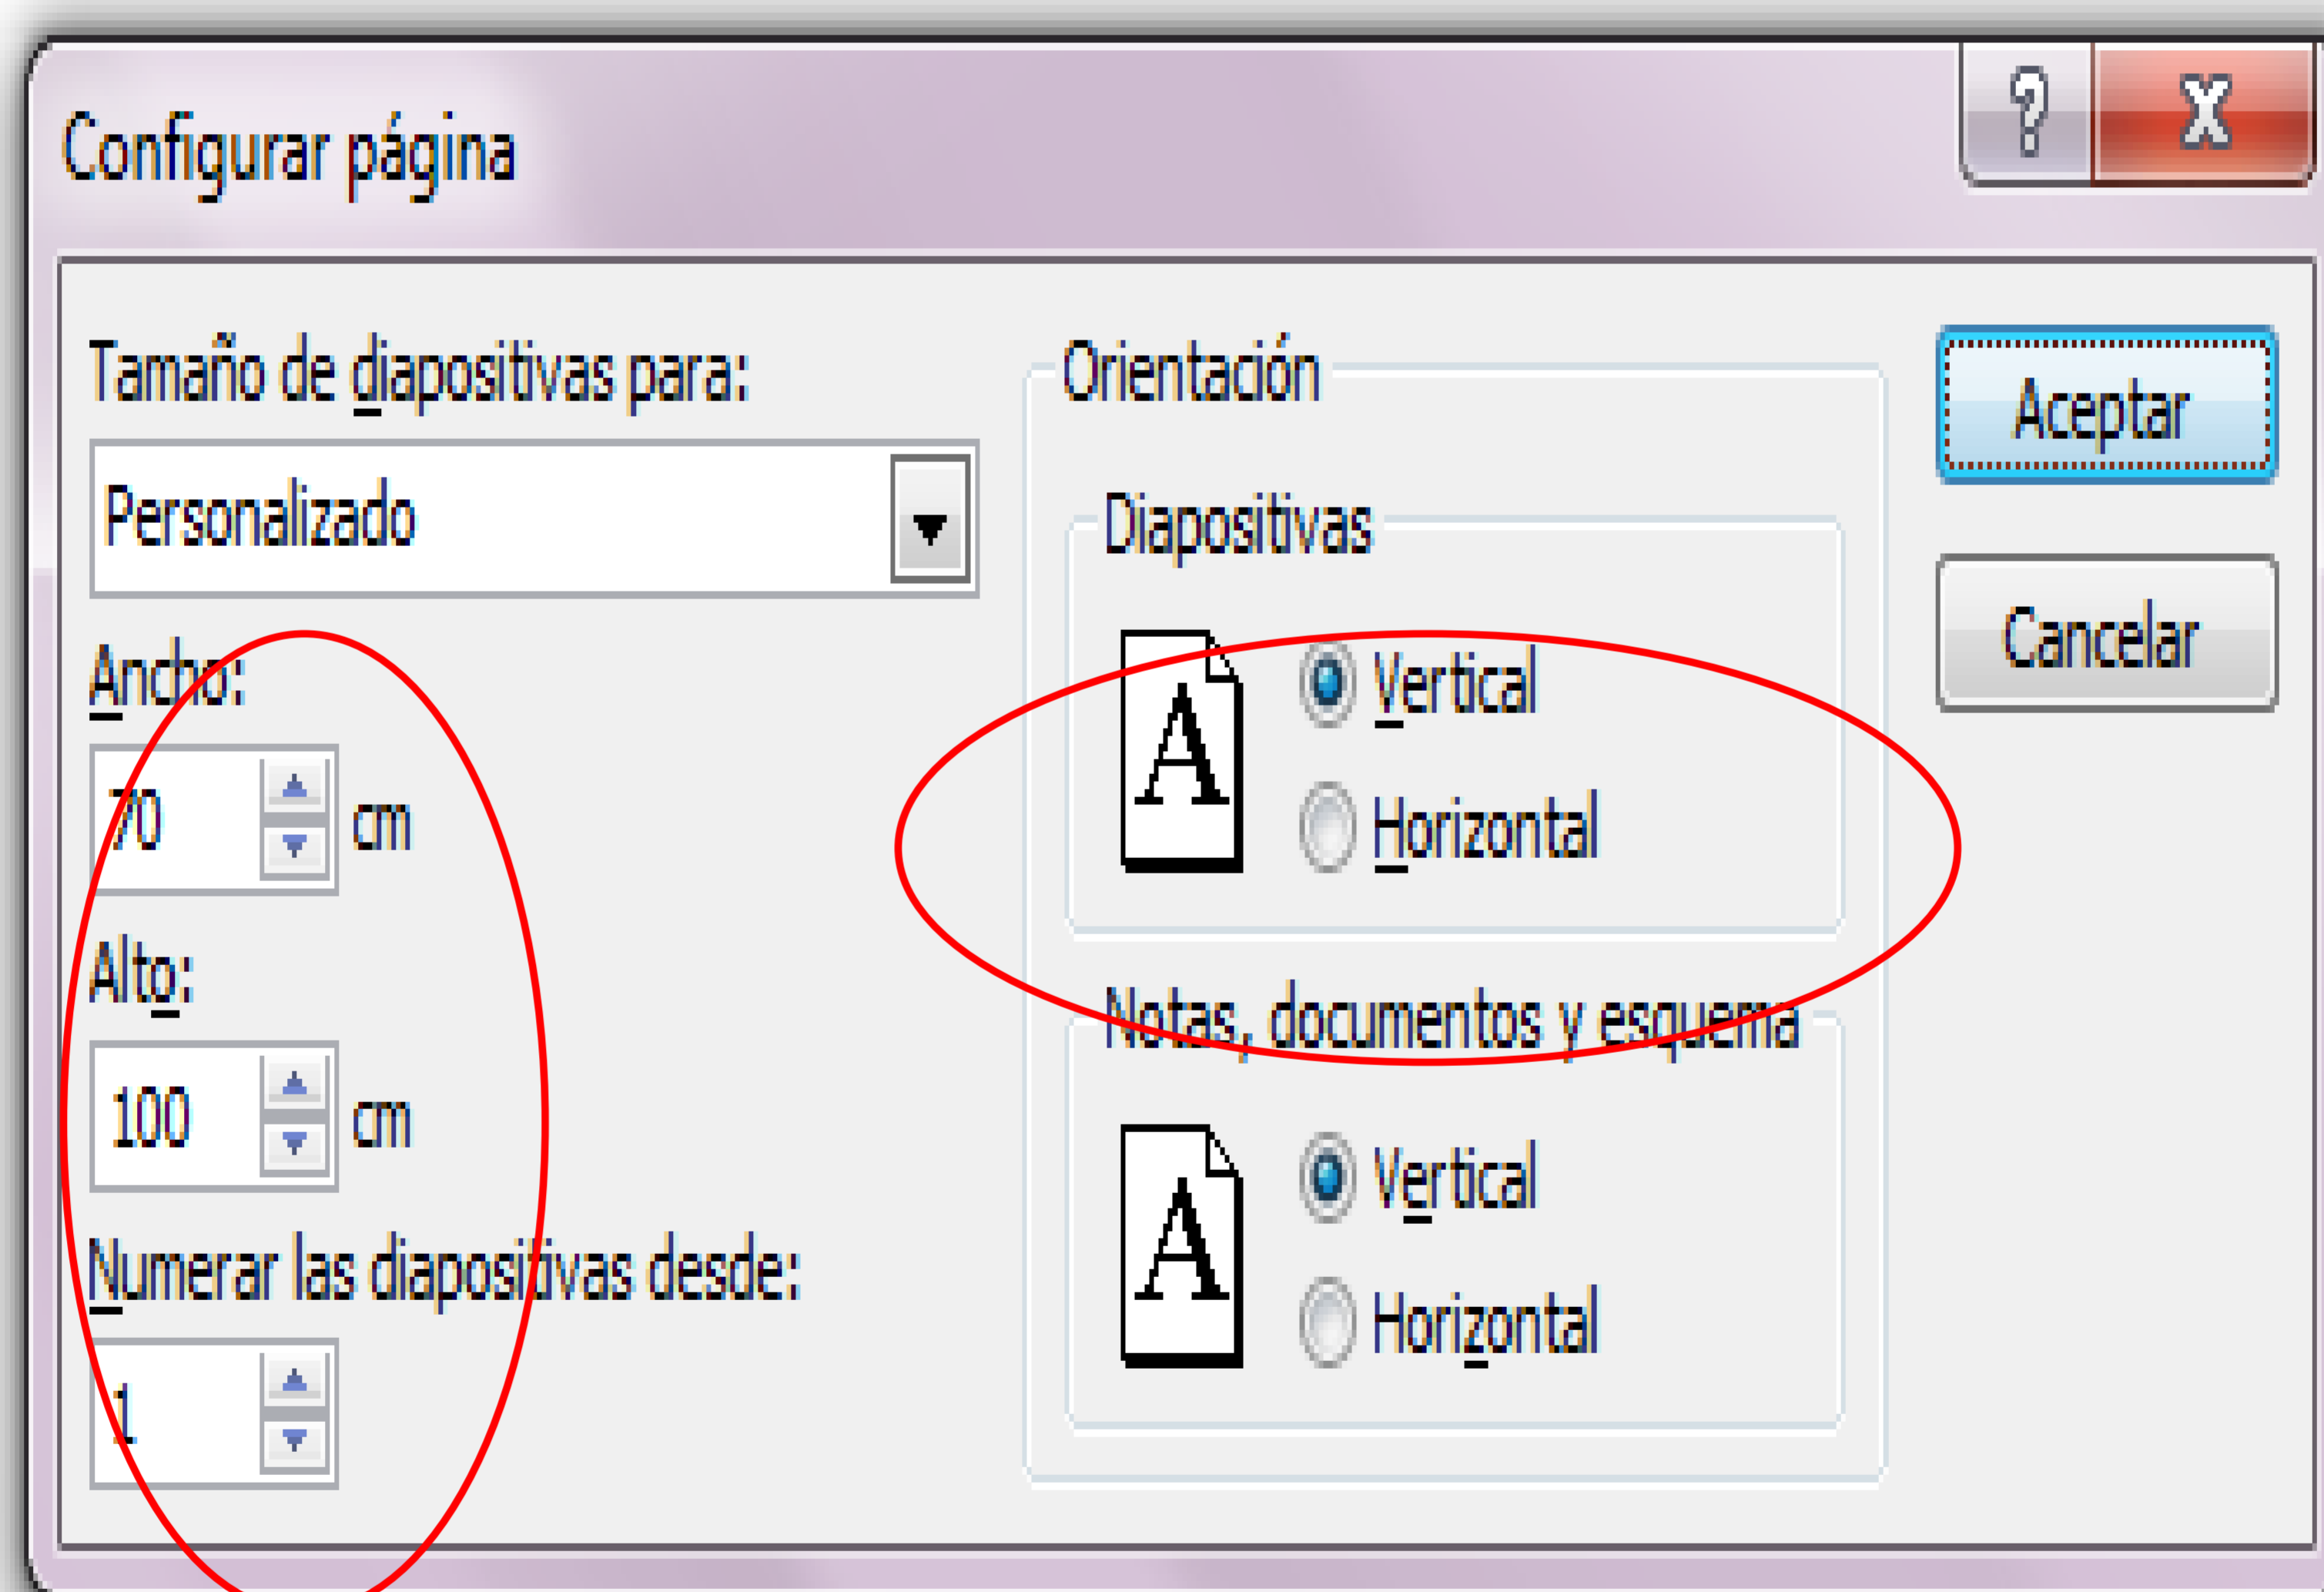 Configurar página
Tamaño de diapositivas para:
Personalizado
Ancho:
70 cm
Alto:
100 cm
Numerar las diapositivas desde:
1
Orientación
Diapositivas
A
Vertical
Horizontal
Notas, documentos y esquema
A
Vertical
Horizontal
Aceptar
Cancelar